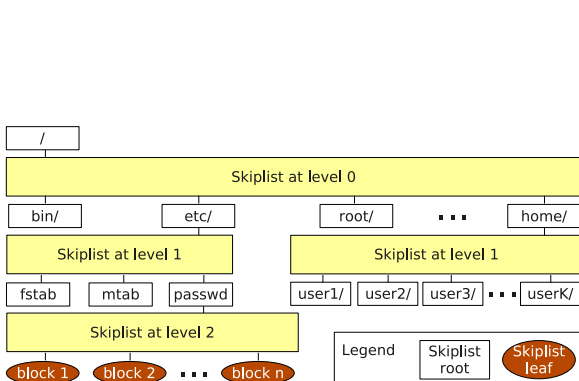 /
Skiplist at level 0
bin/ etc/ root/ ... home/
Skiplist at level 1 Skiplist at level 1
fstab mtab passwd user1/ user2/ user3/ ... userK/
Skiplist at level 2
Legend Skiplist root Skiplist leaf
block 1 block 2 ... block n